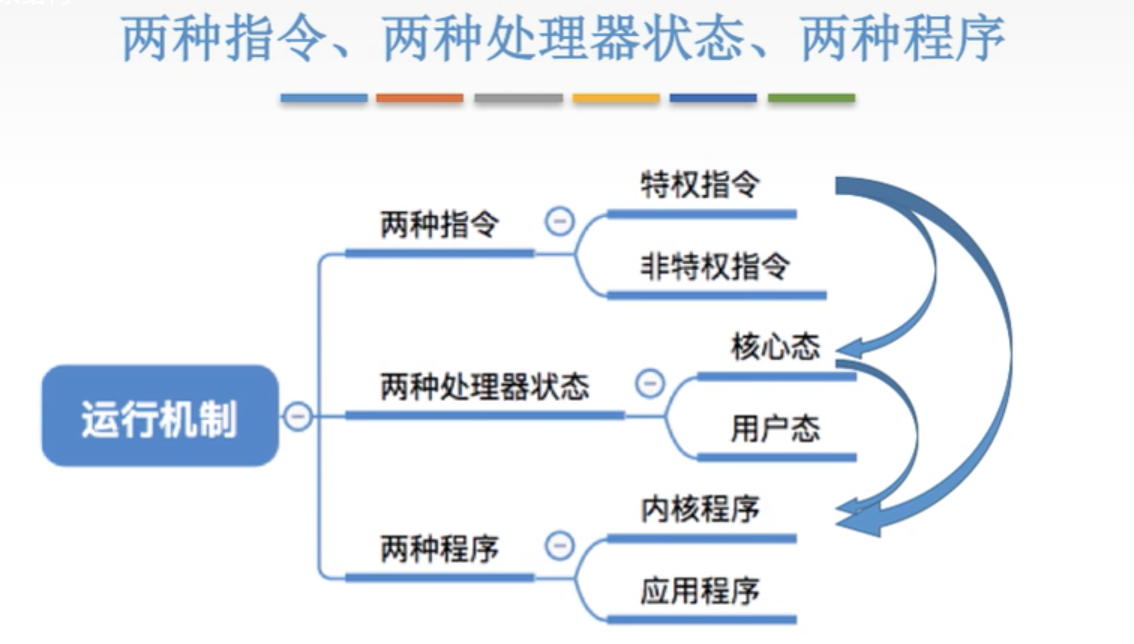 两种指令、两种处理器状态、两种程序
特权指令
两种指令
非特权指令
核心态
两种处理器状态
运行机制
用户态
内核程序
两种程序
应用程序